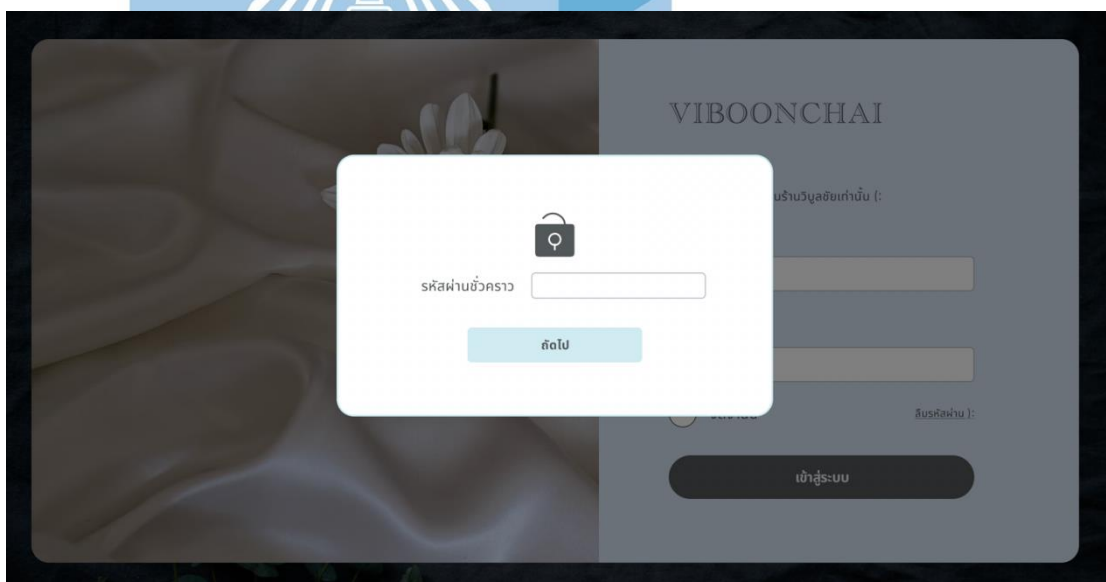 VIBOONCHAI
นร้านวิบูลชัยเท่านั้น (:
รหัสผ่านชั่วคราว
ถัดไป
ลืมรหัสผ่าน ):
เข้าสู่ระบบ